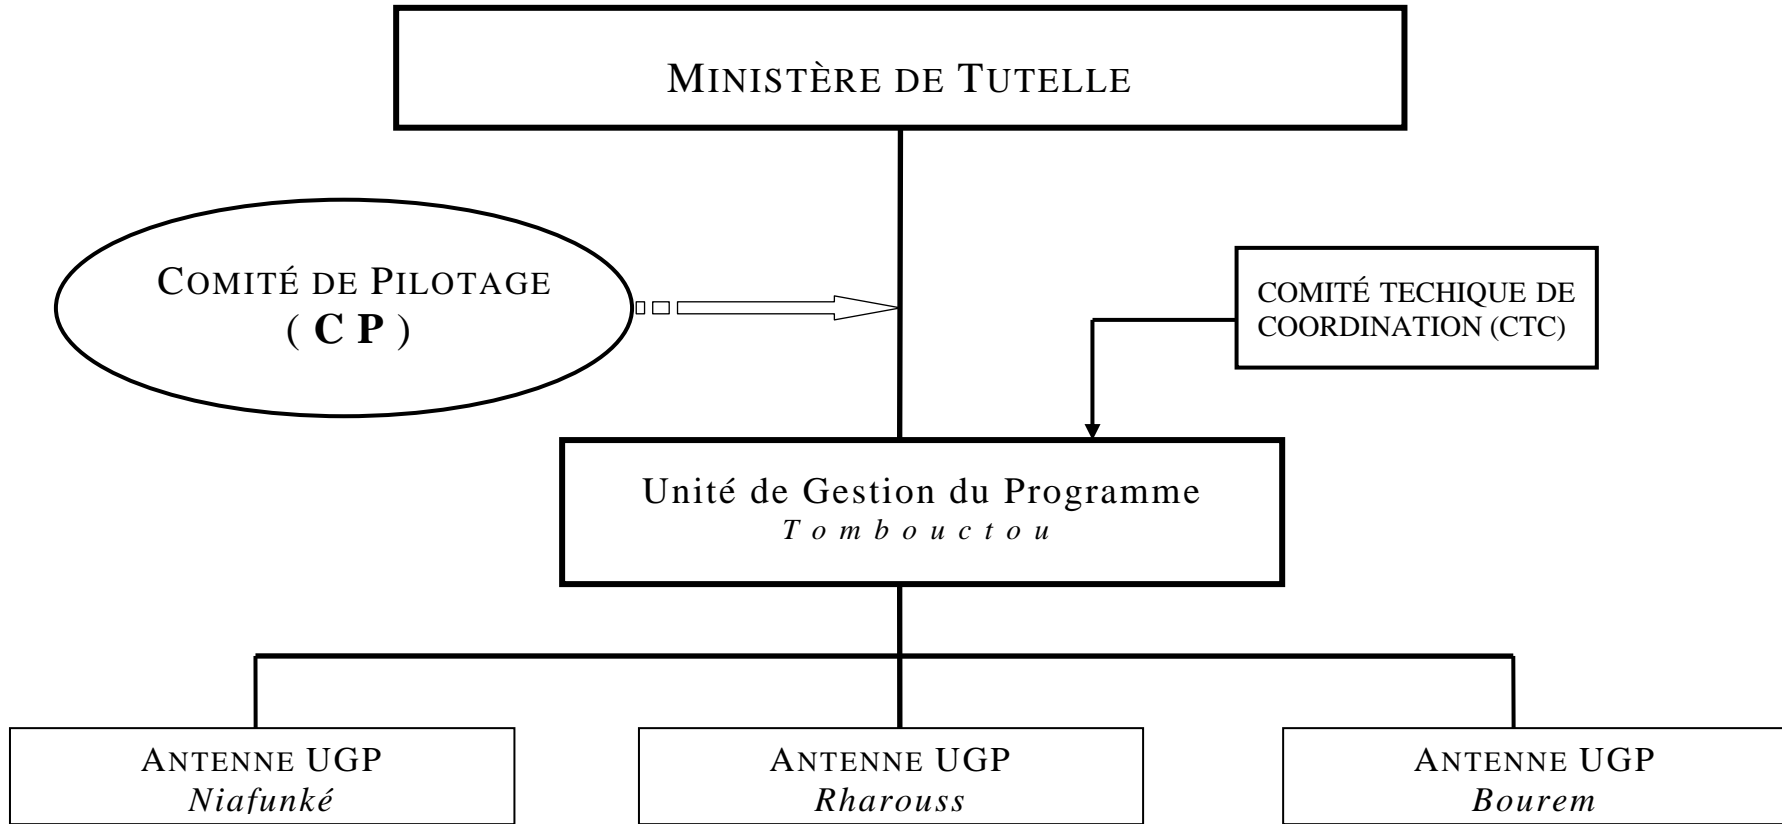 MINISTÈRE DE TUTELLE
COMITÉ DE PILOTAGE
( C P )
COMITÉ TECHIQUE DE
COORDINATION (CTC)
Unité de Gestion du Programme
Tombouctou
ANTENNE UGP
Niafunké
ANTENNE UGP
Rharouss
ANTENNE UGP
Bourem